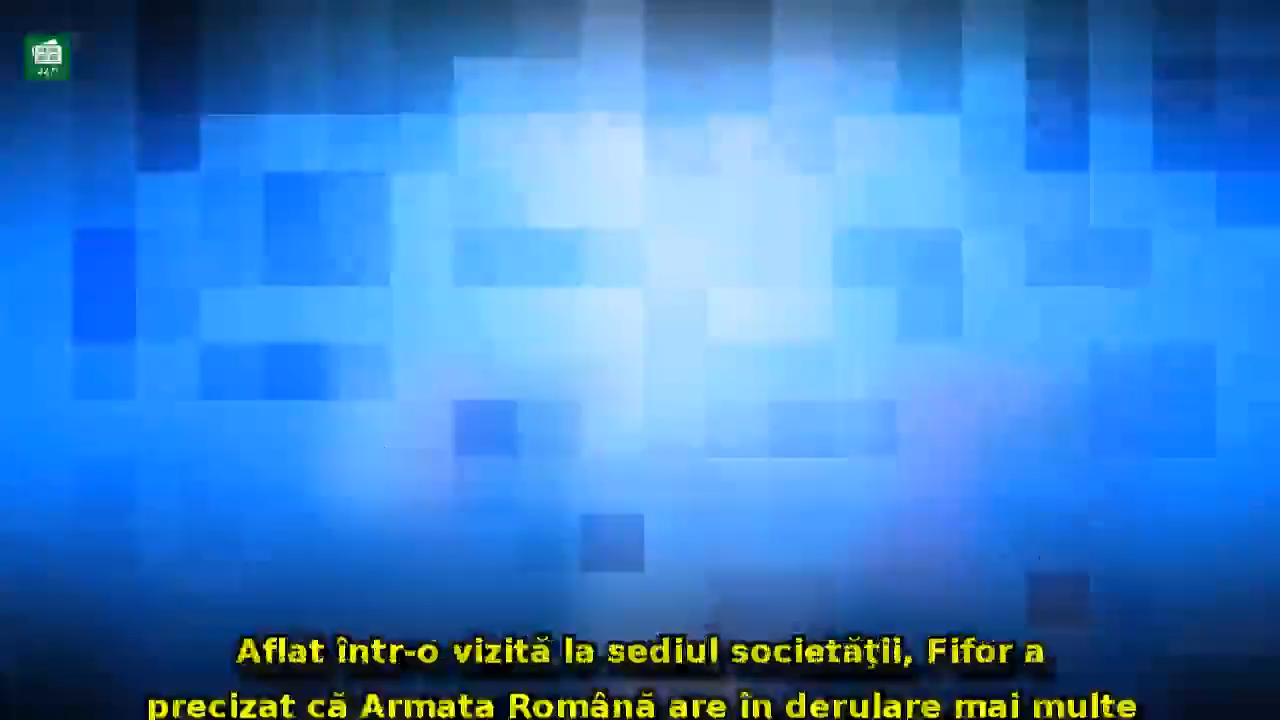 Aflat într-o vizită la sediul societăţii, Fifor a
precizat că Armata Română are în derulare mai multe